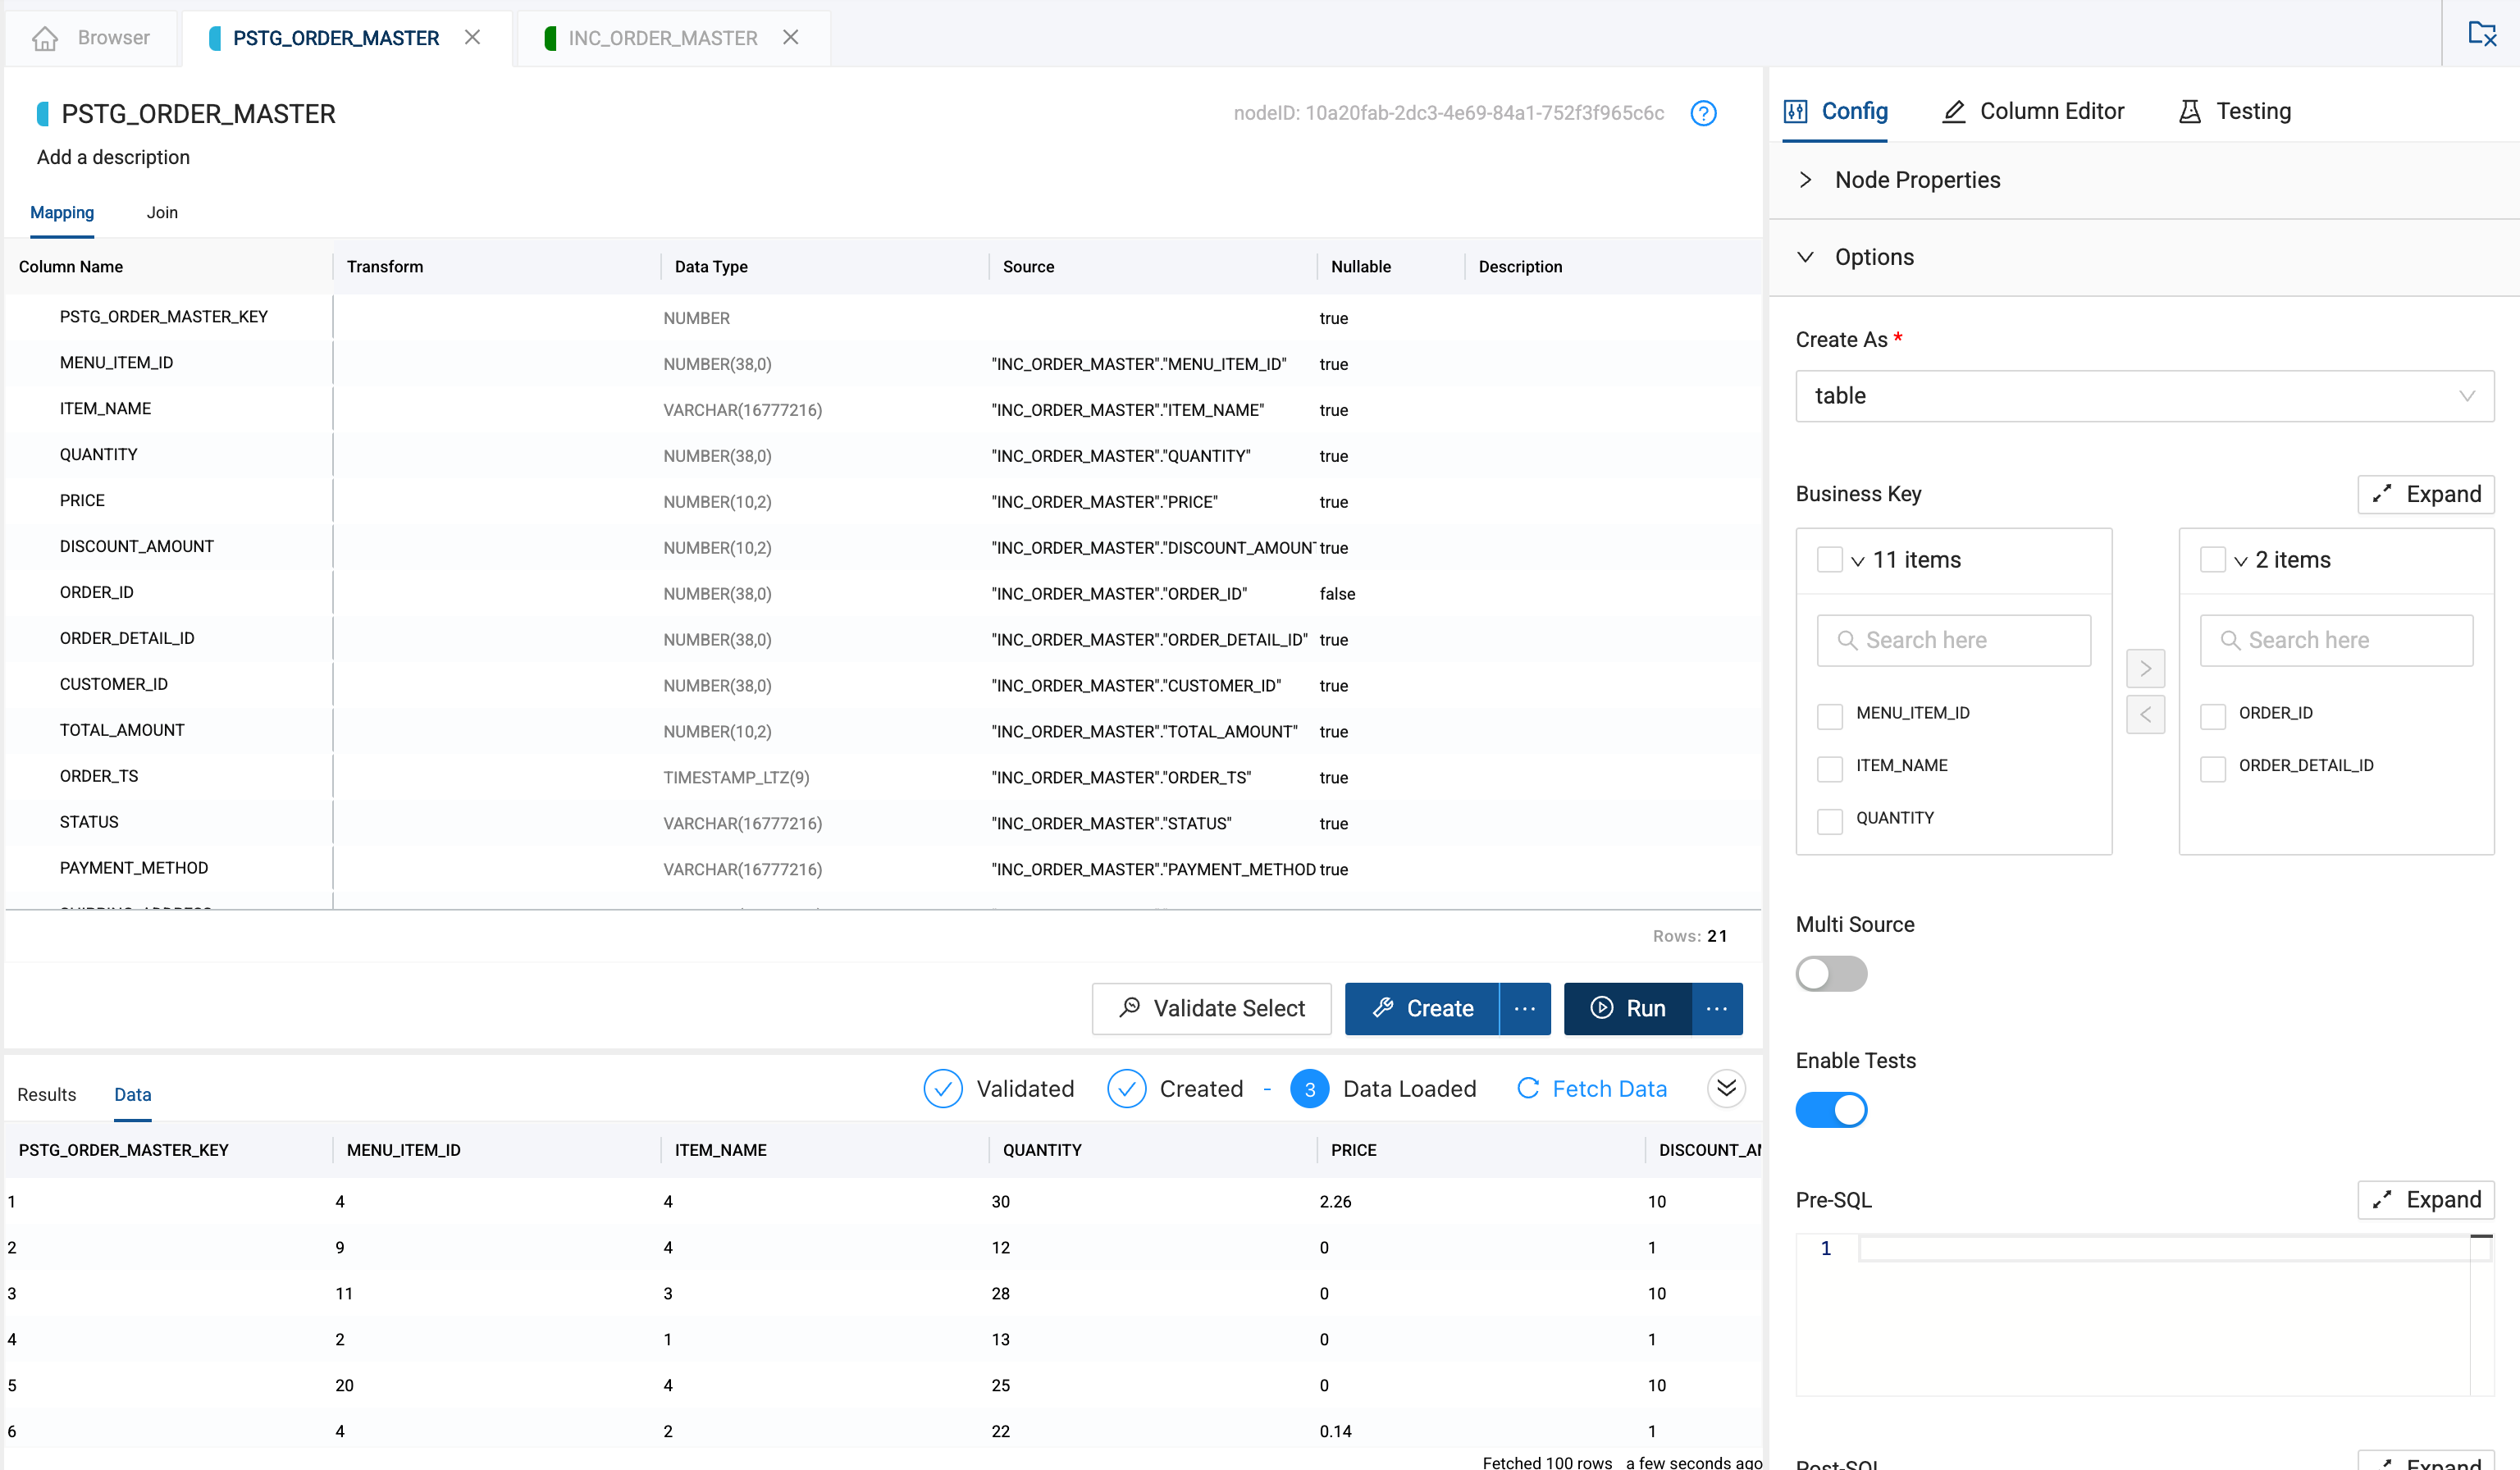 Browser
PSTG_ORDER_MASTER
INC_ORDER_MASTER
PSTG_ORDER_MASTER
nodeID: 10a20fab-2dc3-4e69-84a1-752f3f965c6c
Add a description
Mapping Join
Column Name Transform Data Type Source Nullable Description
PSTG_ORDER_MASTER_KEY NUMBER true
MENU_ITEM_ID NUMBER(38,0) "INC_ORDER_MASTER"."MENU_ITEM_ID" true
ITEM_NAME VARCHAR(16777216) "INC_ORDER_MASTER"."ITEM_NAME" true
QUANTITY NUMBER(38,0) "INC_ORDER_MASTER"."QUANTITY" true
PRICE NUMBER(10,2) "INC_ORDER_MASTER"."PRICE" true
DISCOUNT_AMOUNT NUMBER(10,2) "INC_ORDER_MASTER"."DISCOUNT_AMOUNT true
ORDER_ID NUMBER(38,0) "INC_ORDER_MASTER"."ORDER_ID" false
ORDER_DETAIL_ID NUMBER(38,0) "INC_ORDER_MASTER"."ORDER_DETAIL_ID" true
CUSTOMER_ID NUMBER(38,0) "INC_ORDER_MASTER"."CUSTOMER_ID" true
TOTAL_AMOUNT NUMBER(10,2) "INC_ORDER_MASTER"."TOTAL_AMOUNT" true
ORDER_TS TIMESTAMP_LTZ(9) "INC_ORDER_MASTER"."ORDER_TS" true
STATUS VARCHAR(16777216) "INC_ORDER_MASTER"."STATUS" true
PAYMENT_METHOD VARCHAR(16777216) "INC_ORDER_MASTER"."PAYMENT_METHOD true
Rows: 21
Validate Select Create ... Run ...
Results Data Validated Created - 3 Data Loaded Fetch Data
PSTG_ORDER_MASTER_KEY MENU_ITEM_ID ITEM_NAME QUANTITY PRICE DISCOUNT_AM
1 4 4 30 2.26 10
2 9 4 12 0 1
3 11 3 28 0 10
4 2 1 13 0 1
5 20 4 25 0 10
6 4 2 22 0.14 1
Fetched 100 rows a few seconds ago
Config Column Editor Testing
Node Properties
Options
Create As *
table
Business Key Expand
11 items
Search here
MENU_ITEM_ID
ITEM_NAME
QUANTITY
2 items
Search here
ORDER_ID
ORDER_DETAIL_ID
Multi Source
Enable Tests
Pre-SQL Expand
1
Post-SQL Expand